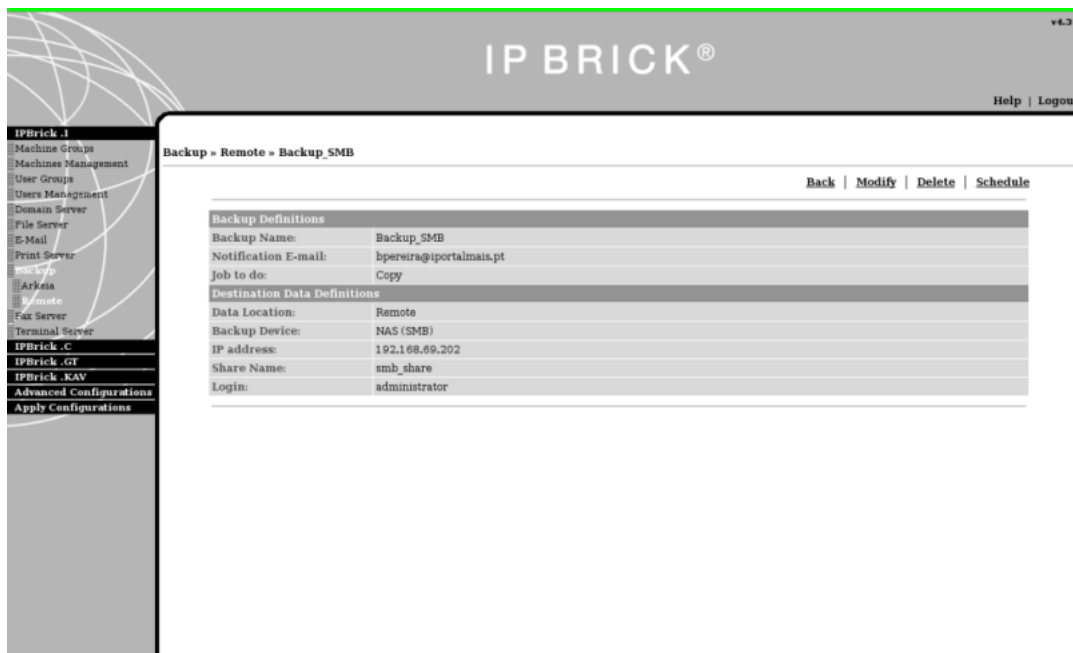 v4.3
IPBRICK®
Help | Logou
IPBrick .I
Machine Groups
Machines Management
User Groups
Users Management
Domain Server
File Server
E-Mail
Print Server
Backup
Arkeia
Remote
Fax Server
Terminal Server
IPBrick .C
IPBrick .GT
IPBrick .KAV
Advanced Configurations
Apply Configurations
Backup » Remote » Backup_SMB
Back | Modify | Delete | Schedule
Backup Definitions
Backup Name: Backup_SMB
Notification E-mail: bpereira@iportalmais.pt
Job to do: Copy
Destination Data Definitions
Data Location: Remote
Backup Device: NAS (SMB)
IP address: 192.168.69.202
Share Name: smb_share
Login: administrator